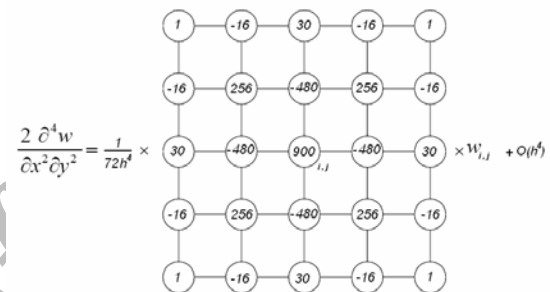 1 -16 30 -16 1
-16 256 -480 256 -16
2 ∂⁴w / ∂x²∂y² = 1 / 72h⁴ × 30 -480 900 -480 30 × w i,j + O(h⁴)
i,j
-16 256 -480 256 -16
1 -16 30 -16 1